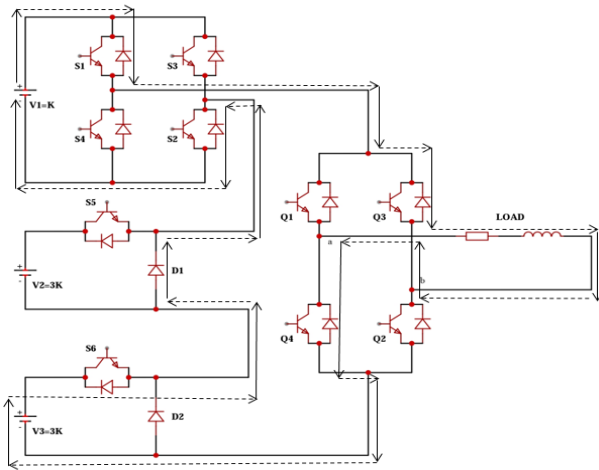 S1
S3
+
V1=K
S4
S2
S5
+
D1
V2=3K
S6
+
D2
V3=3K
Q1
Q3
LOAD
a
b
Q4
Q2